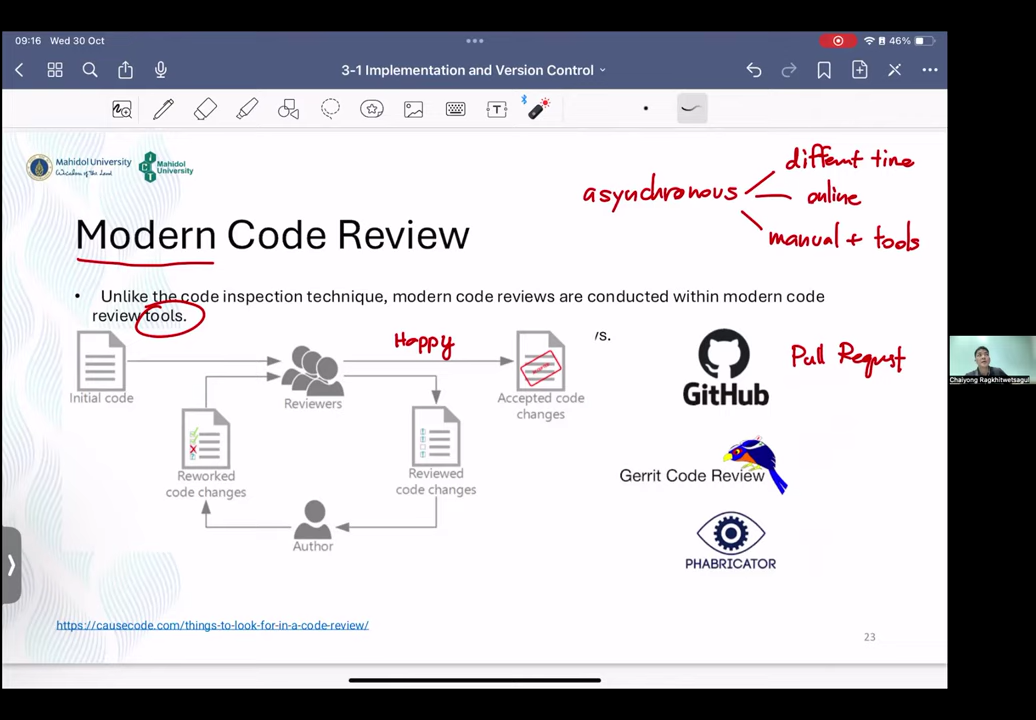 09:16 Wed 30 Oct
46%
3-1 Implementation and Version Control
Mahidol University
Wisdom of the Land
Mahidol
University
different time
asynchronous
online
manual + tools
Modern Code Review
• Unlike the code inspection technique, modern code reviews are conducted within modern code
review tools.
vs.
Happy
Pull Request
GitHub
Initial code
Reviewers
Accepted code
changes
Reworked
code changes
Reviewed
code changes
Gerrit Code Review
Author
PHABRICATOR
https://causecode.com/things-to-look-for-in-a-code-review/
23
Chaiyong Ragkhitwetsagul